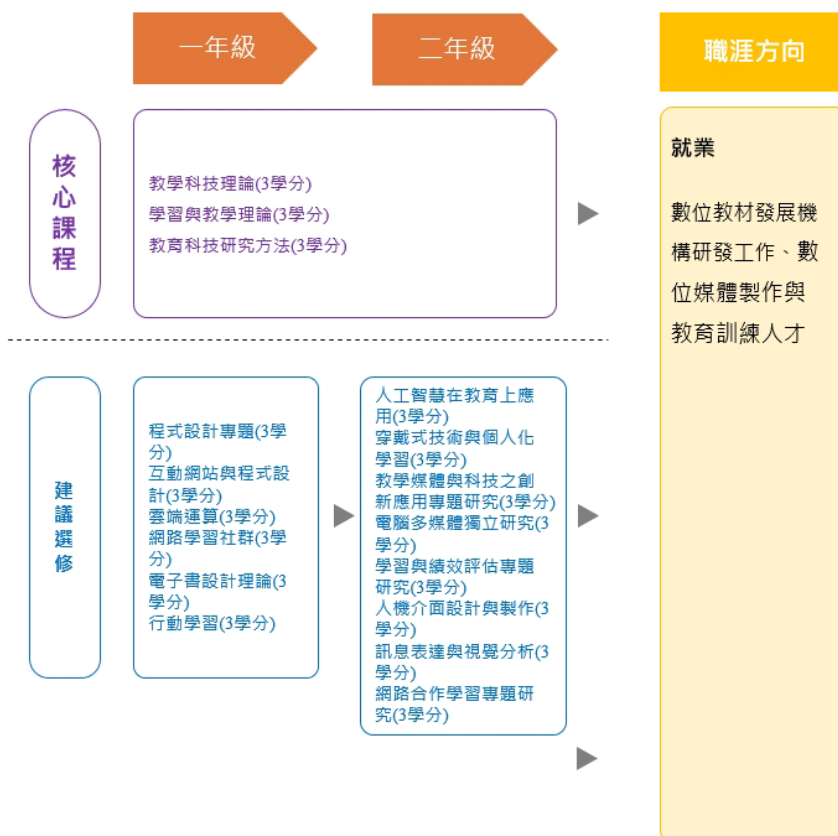 一年級
二年級
職涯方向
核心課程
教學科技理論(3學分)
學習與教學理論(3學分)
教育科技研究方法(3學分)
就業
數位教材發展機
構研發工作、數
位媒體製作與
教育訓練人才
建議選修
程式設計專題(3學
分)
互動網站與程式設
計(3學分)
雲端運算(3學分)
網路學習社群(3學
分)
電子書設計理論(3
學分)
行動學習(3學分)
人工智慧在教育上應
用(3學分)
穿戴式技術與個人化
學習(3學分)
教學媒體與科技之創
新應用專題研究(3學分)
電腦多媒體獨立研究(3
學分)
學習與績效評估專題
研究(3學分)
人機介面設計與製作(3
學分)
訊息表達與視覺分析(3
學分)
網路合作學習專題研
究(3學分)